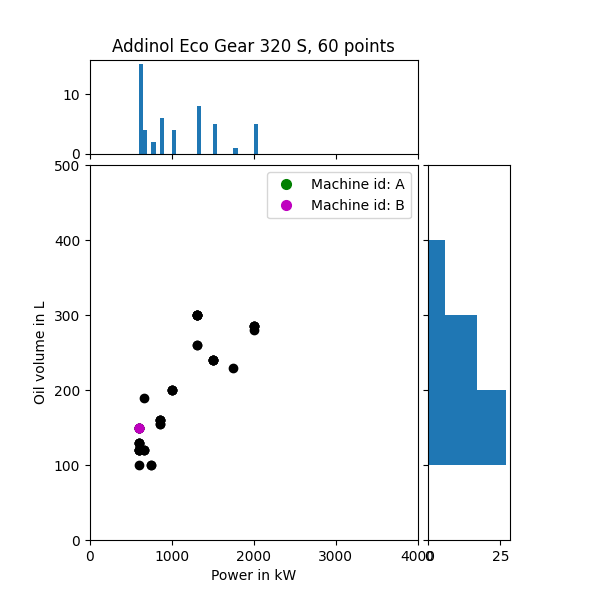 Addinol Eco Gear 320 S, 60 points
10
0
500
400
300
200
100
0
Oil volume in L
Machine id: A
Machine id: B
0 1000 2000 3000 4000
Power in kW
0 25